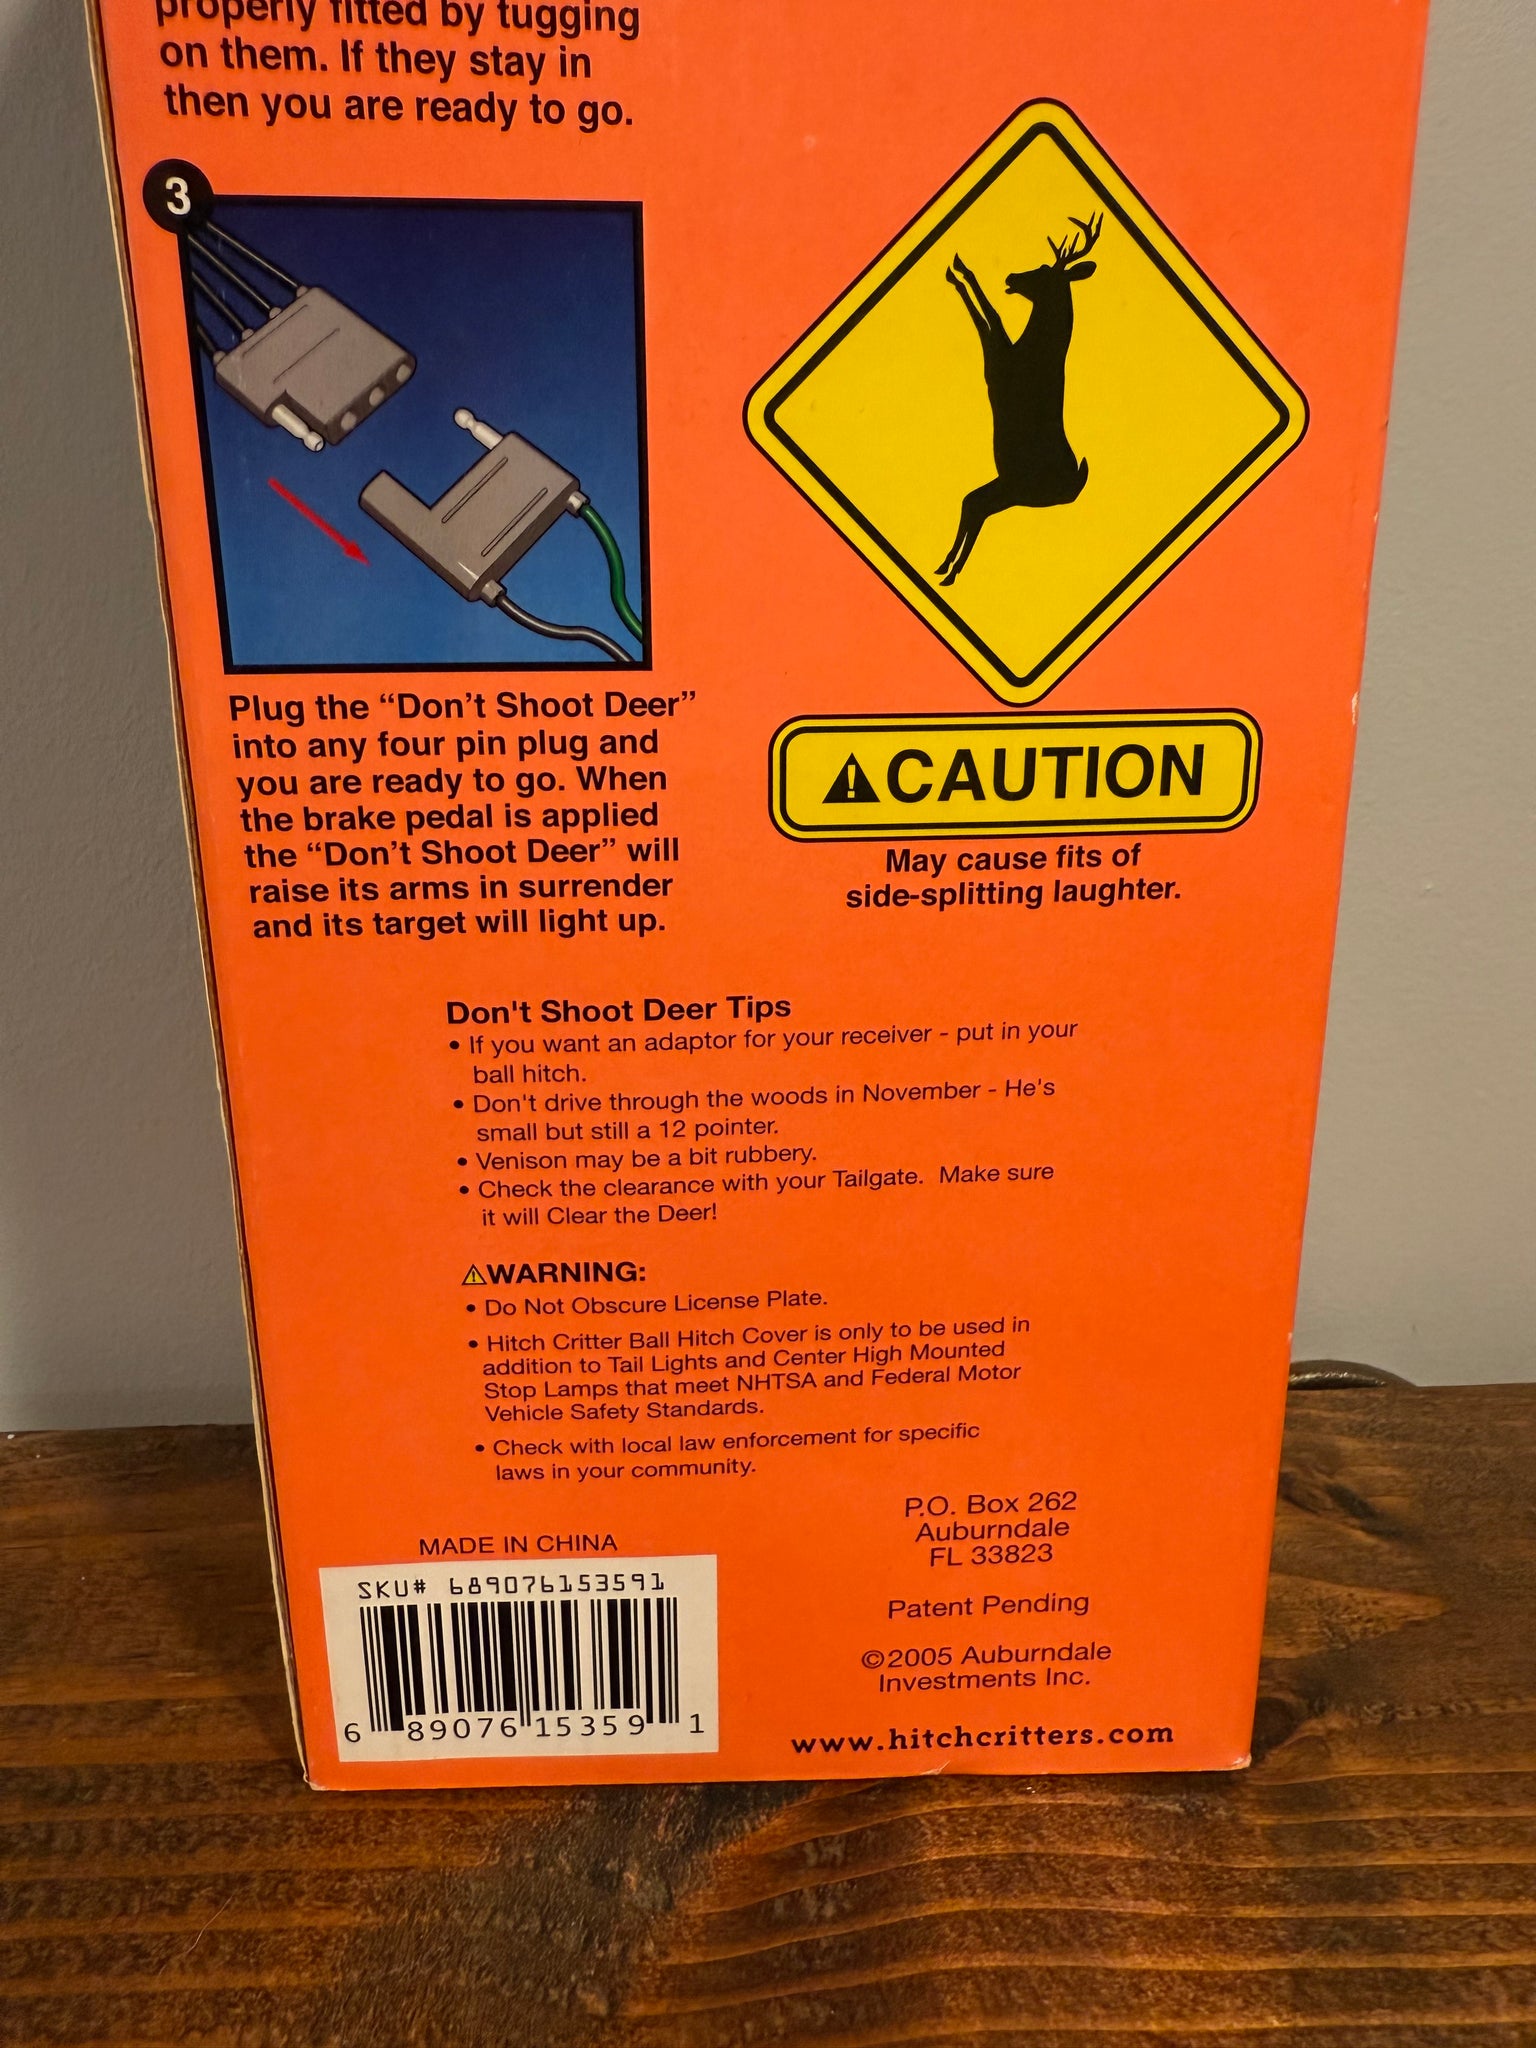 properly fitted by tugging
on them. If they stay in
then you are ready to go.
3
Plug the “Don’t Shoot Deer”
into any four pin plug and
you are ready to go. When
the brake pedal is applied
the “Don’t Shoot Deer” will
raise its arms in surrender
and its target will light up.
CAUTION
May cause fits of
side-splitting laughter.
Don't Shoot Deer Tips
• If you want an adaptor for your receiver - put in your
ball hitch.
• Don't drive through the woods in November - He's
small but still a 12 pointer.
• Venison may be a bit rubbery.
• Check the clearance with your Tailgate. Make sure
it will Clear the Deer!
WARNING:
• Do Not Obscure License Plate.
• Hitch Critter Ball Hitch Cover is only to be used in
addition to Tail Lights and Center High Mounted
Stop Lamps that meet NHTSA and Federal Motor
Vehicle Safety Standards.
• Check with local law enforcement for specific
laws in your community.
MADE IN CHINA
SKU# 689076153591
6 89076 15359 1
P.O. Box 262
Auburndale
FL 33823
Patent Pending
©2005 Auburndale
Investments Inc.
www.hitchcritters.com